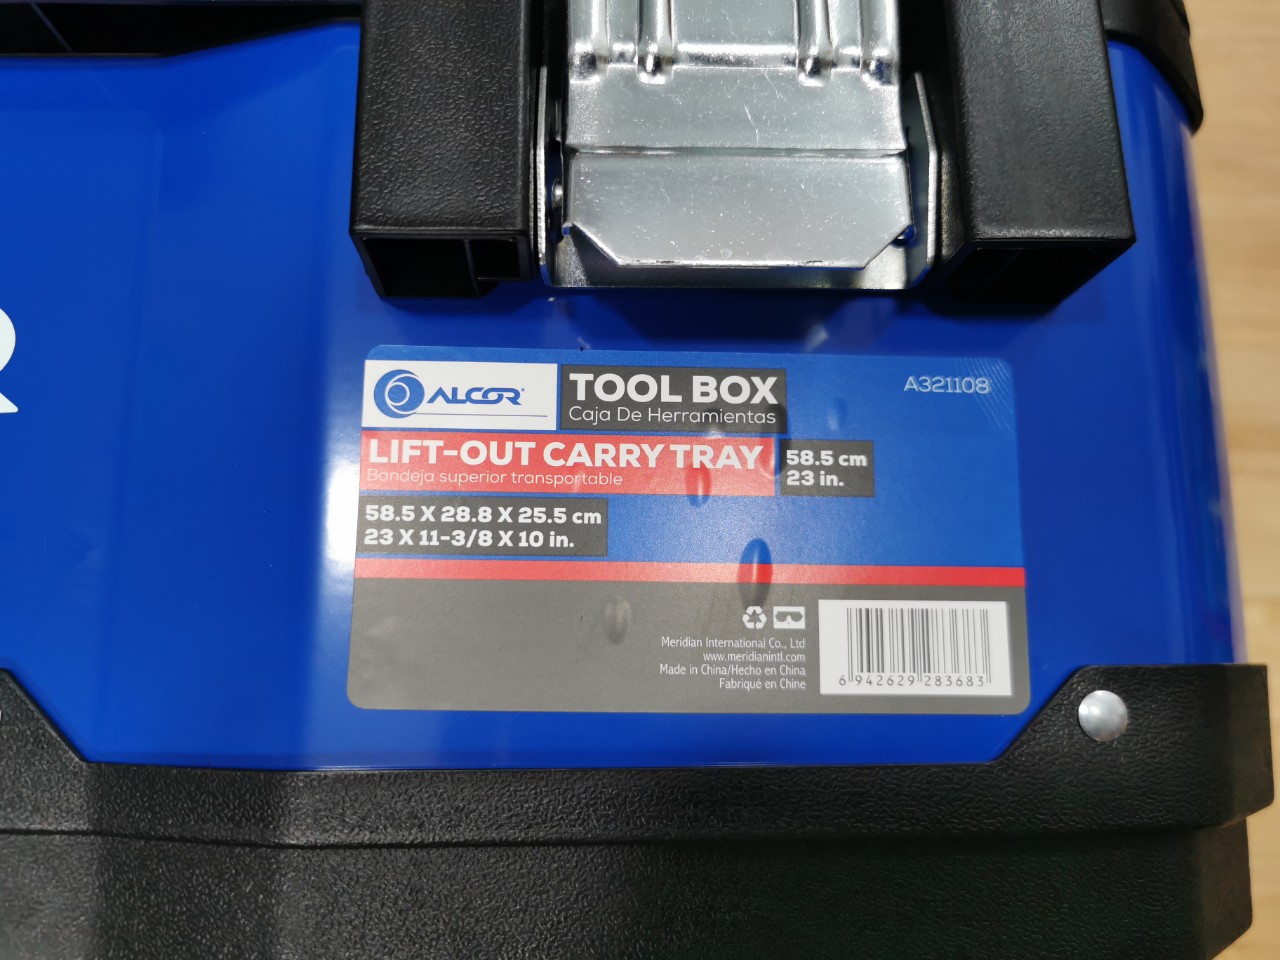 R
ALCOR®
TOOL BOX
Caja De Herramientas
A321108
LIFT-OUT CARRY TRAY
Bandeja superior transportable
58.5 cm
23 in.
58.5 X 28.8 X 25.5 cm
23 X 11-3/8 X 10 in.
Meridian International Co., Ltd
www.meridianintl.com
Made in China/Hecho en China
Fabriqué en Chine
6 942629 283683